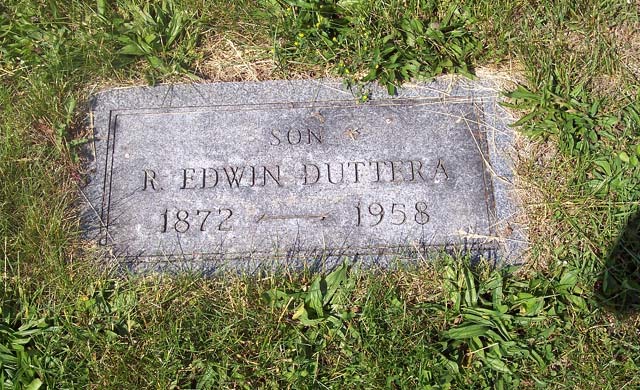 SON
R. EDWIN DUTTERA
1872 — 1958